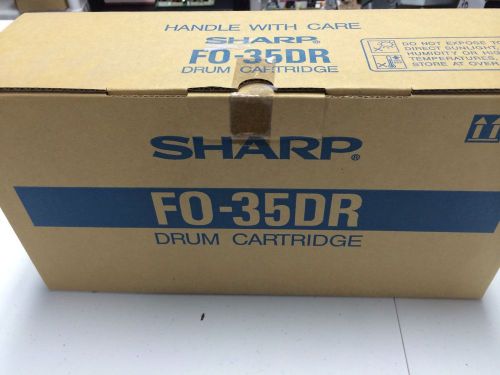 HANDLE WITH CARE
SHARP®
FO-35DR
DRUM CARTRIDGE
DO NOT EXPOSE TO
DIRECT SUNLIGHT,
HUMIDITY OR
TEMPERATURES,
STORE AT OVER
SHARP®
FO-35DR
DRUM CARTRIDGE